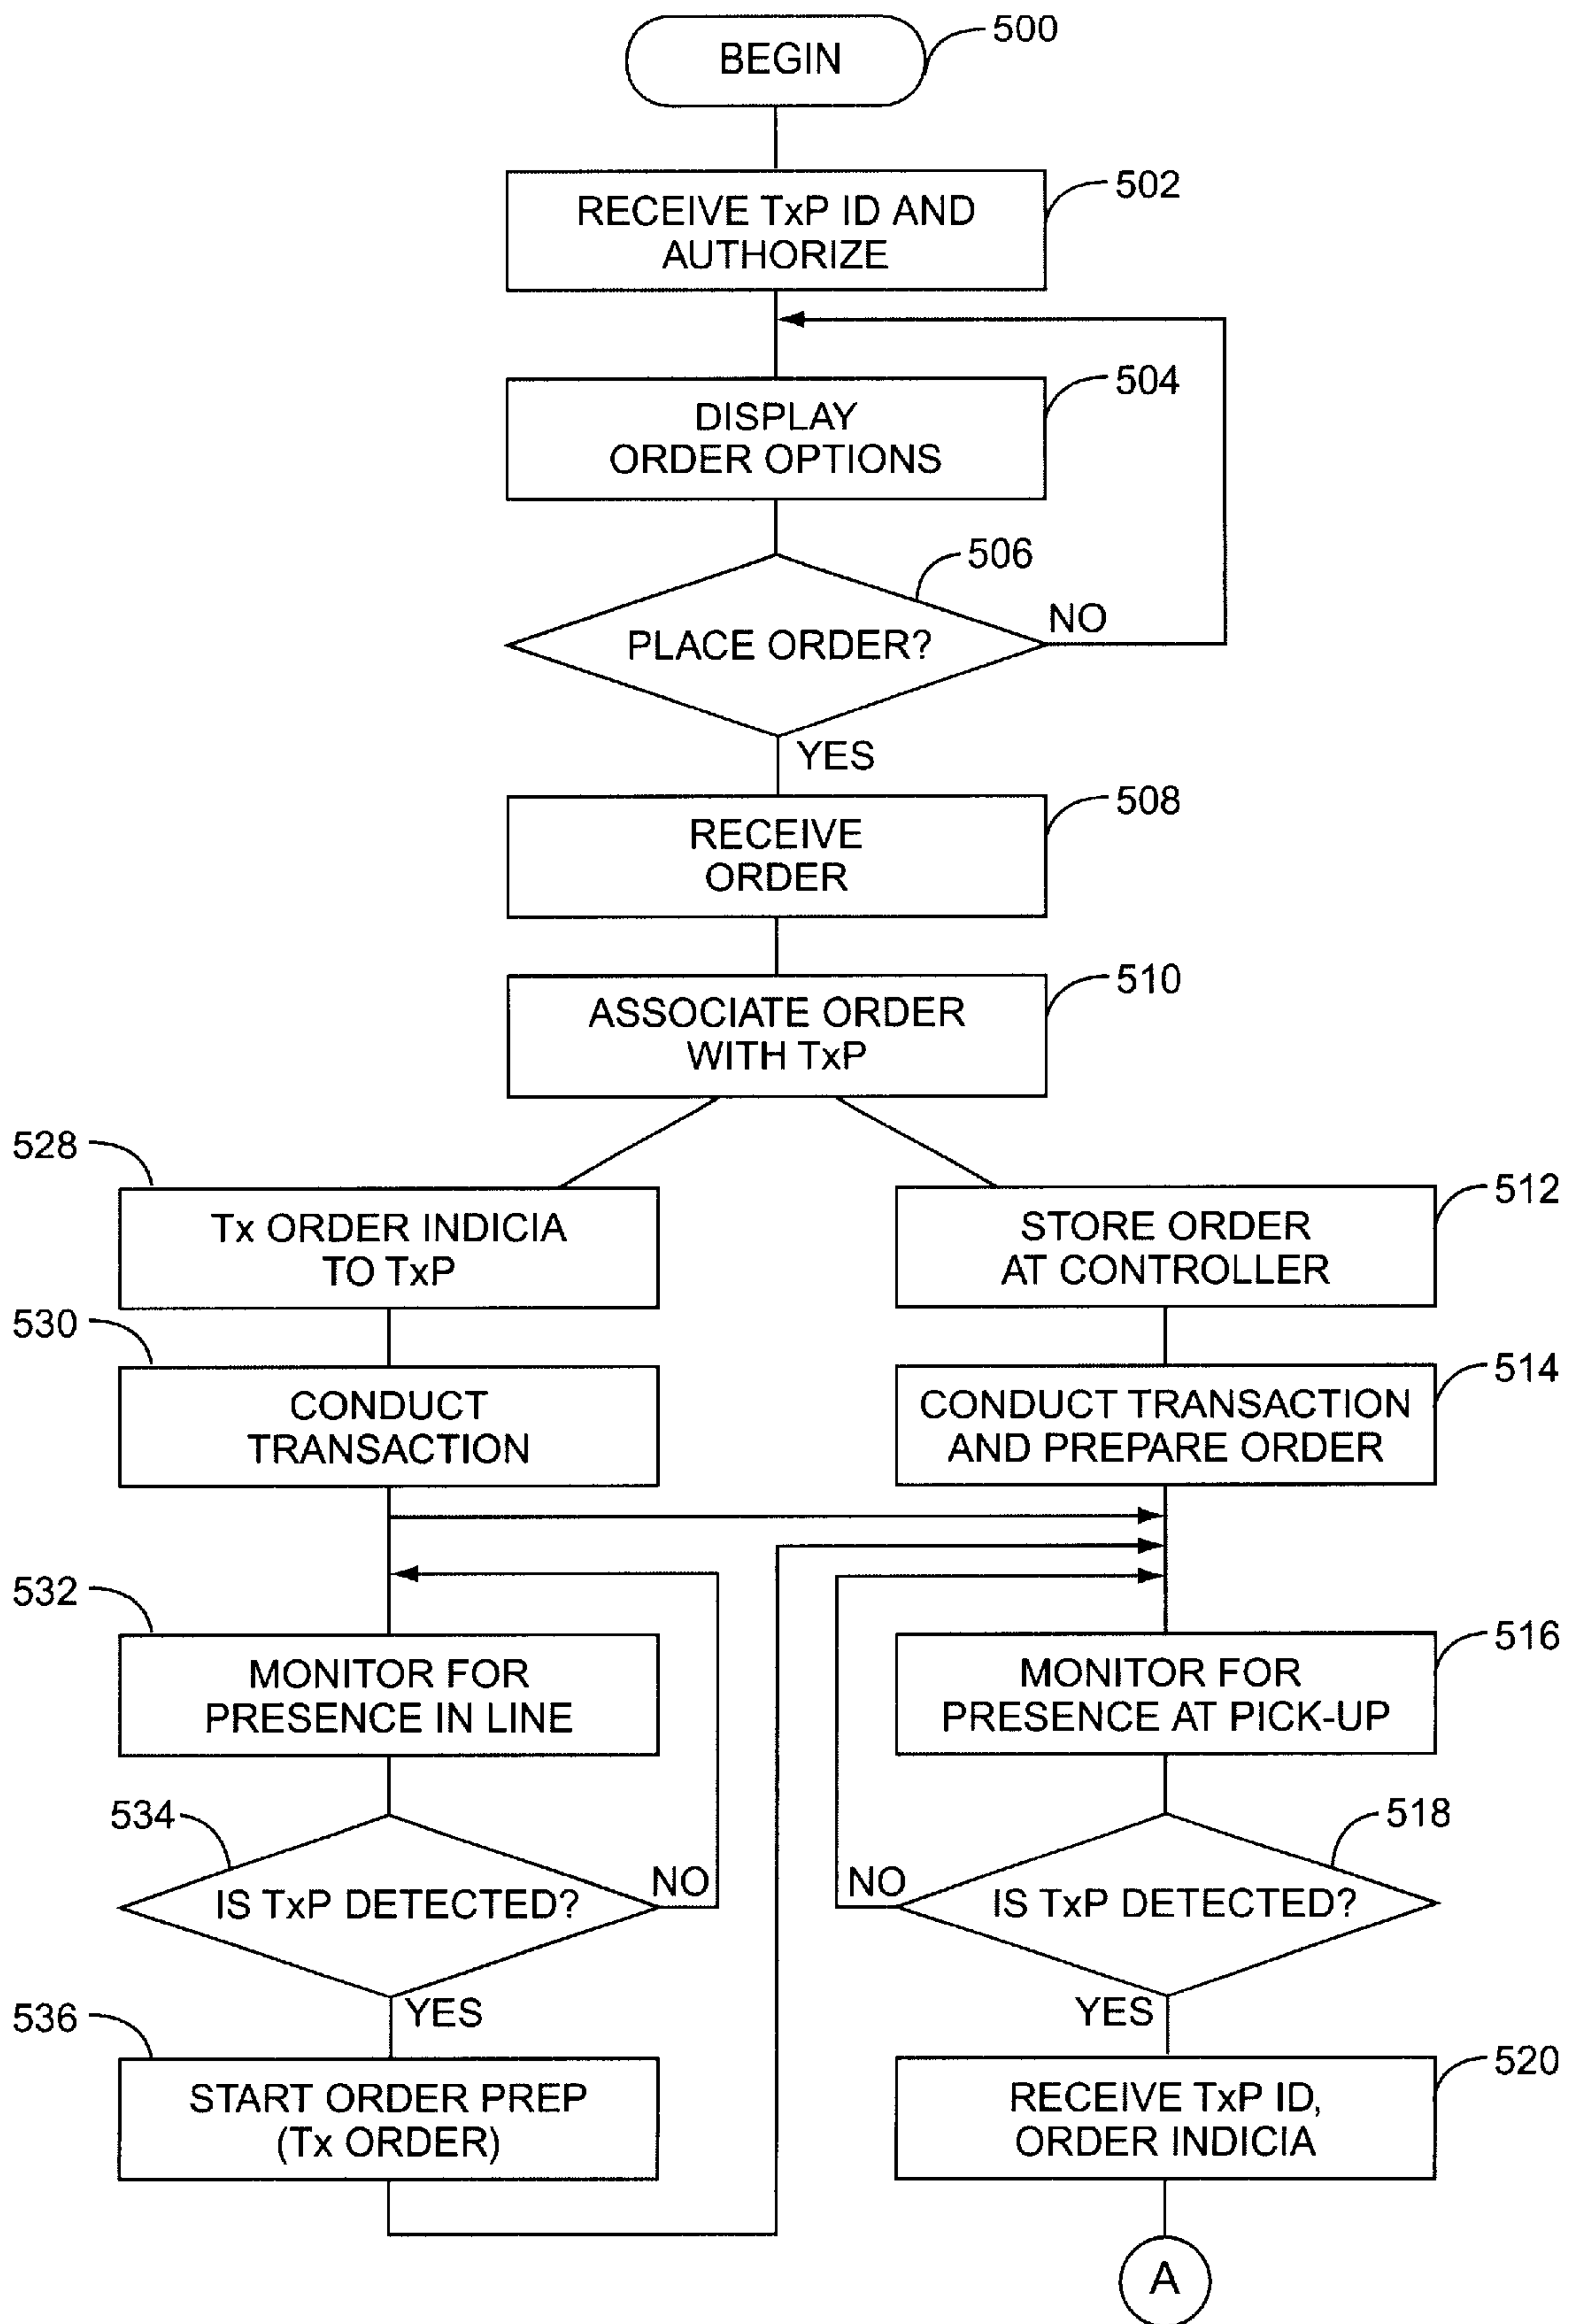 BEGIN
500
RECEIVE TxP ID AND
AUTHORIZE
502
DISPLAY
ORDER OPTIONS
504
506
PLACE ORDER?
NO
YES
RECEIVE
ORDER
508
ASSOCIATE ORDER
WITH TxP
510
528
Tx ORDER INDICIA
TO TxP
STORE ORDER
AT CONTROLLER
512
530
CONDUCT
TRANSACTION
CONDUCT TRANSACTION
AND PREPARE ORDER
514
532
MONITOR FOR
PRESENCE IN LINE
MONITOR FOR
PRESENCE AT PICK-UP
516
534
IS TxP DETECTED?
NO
YES
518
NO
IS TxP DETECTED?
YES
536
START ORDER PREP
(Tx ORDER)
RECEIVE TxP ID,
ORDER INDICIA
520
A